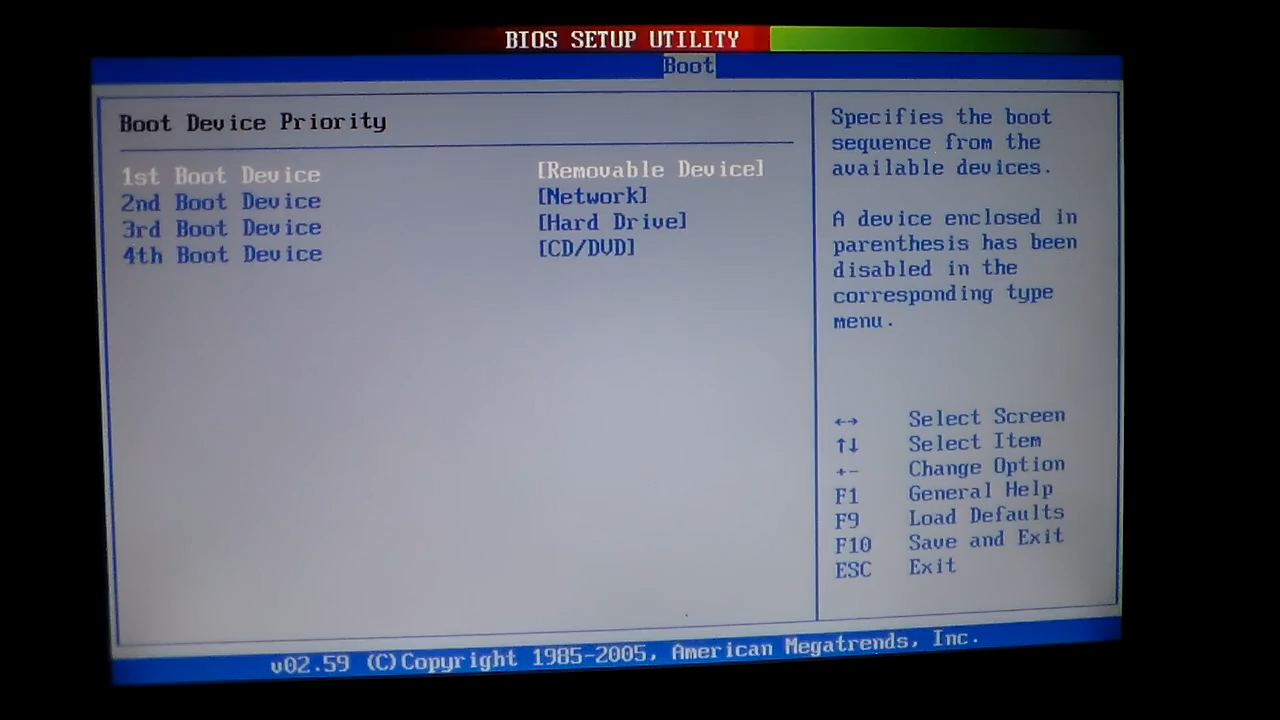 BIOS SETUP UTILITY
Boot
Boot Device Priority
1st Boot Device [Removable Device]
2nd Boot Device [Network]
3rd Boot Device [Hard Drive]
4th Boot Device [CD/DVD]
Specifies the boot
sequence from the
available devices.
A device enclosed in
parenthesis has been
disabled in the
corresponding type
menu.
←→ Select Screen
↑↓ Select Item
+- Change Option
F1 General Help
F9 Load Defaults
F10 Save and Exit
ESC Exit
v02.59 (C)Copyright 1985-2005, American Megatrends, Inc.